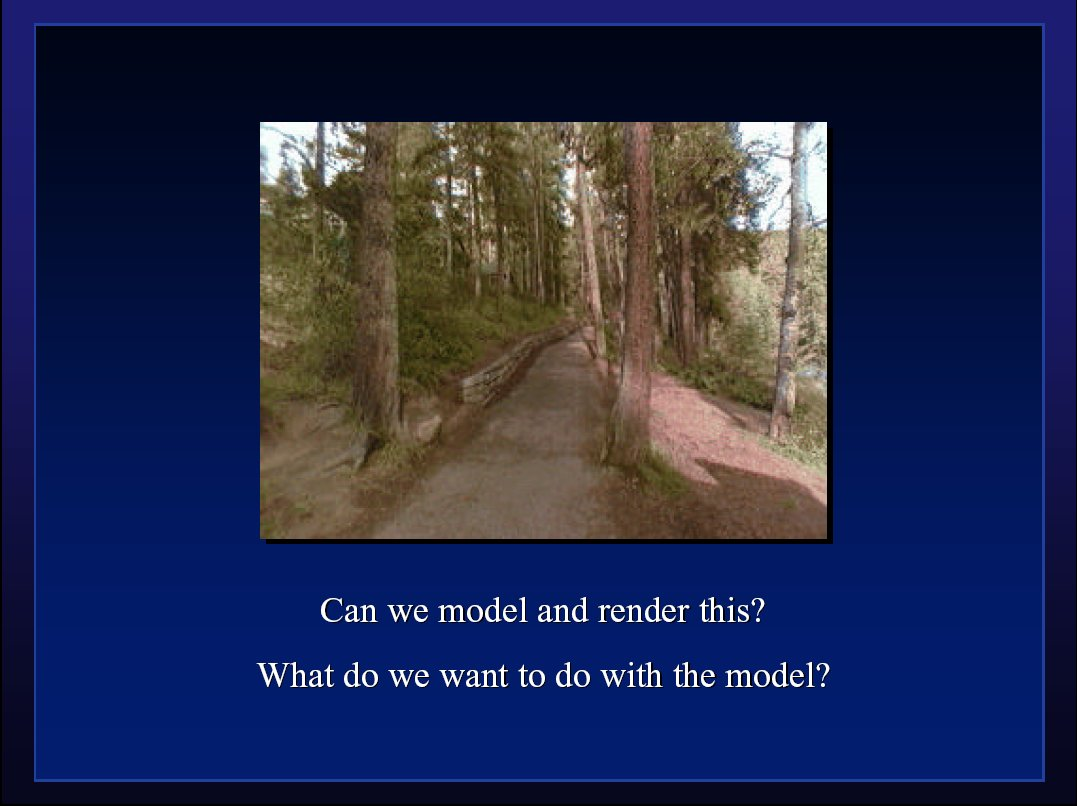 Can we model and render this?
What do we want to do with the model?